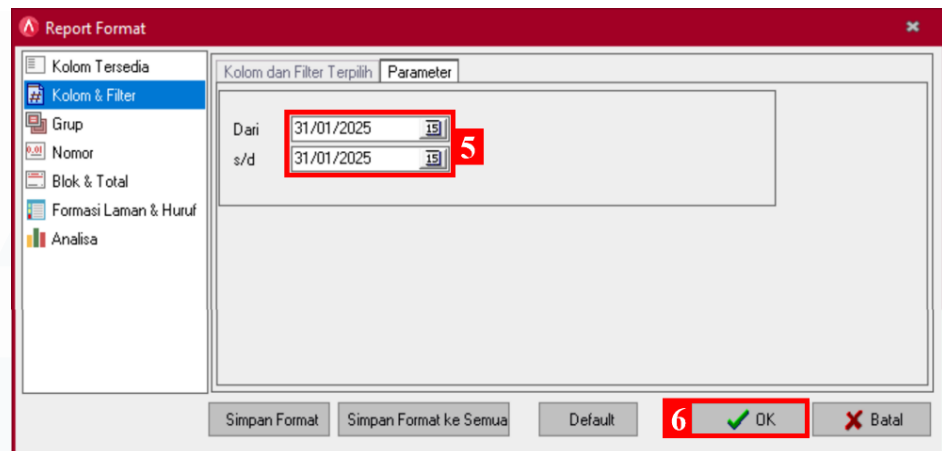 Report Format
Kolom Tersedia
Kolom & Filter
Grup
Nomor
Blok & Total
Formasi Laman & Huruf
Analisa
Kolom dan Filter Terpilih Parameter
Dari 31/01/2025 15
s/d 31/01/2025 15
5
Simpan Format Simpan Format ke Semua Default 6 OK Batal